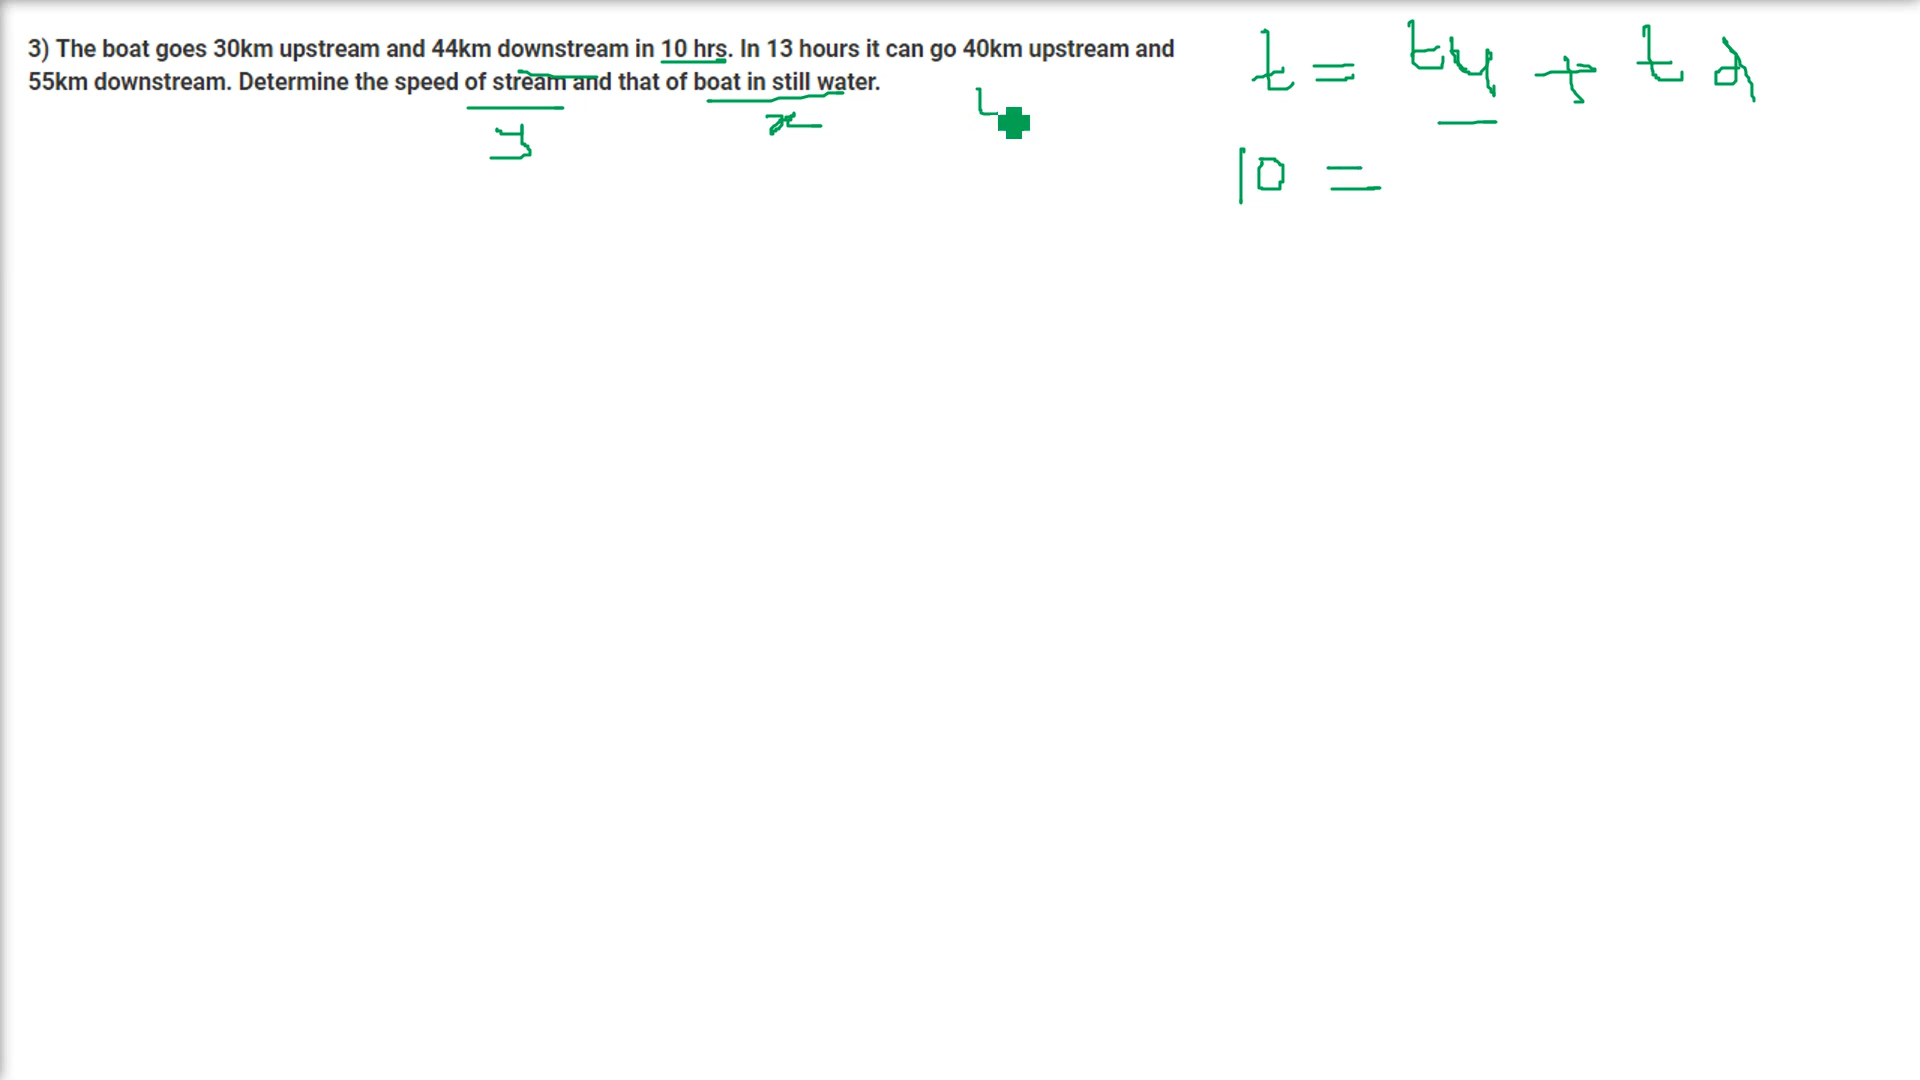 3) The boat goes 30km upstream and 44km downstream in 10 hrs. In 13 hours it can go 40km upstream and
55km downstream. Determine the speed of stream and that of boat in still water.
t = tu + td
y
x
10 =